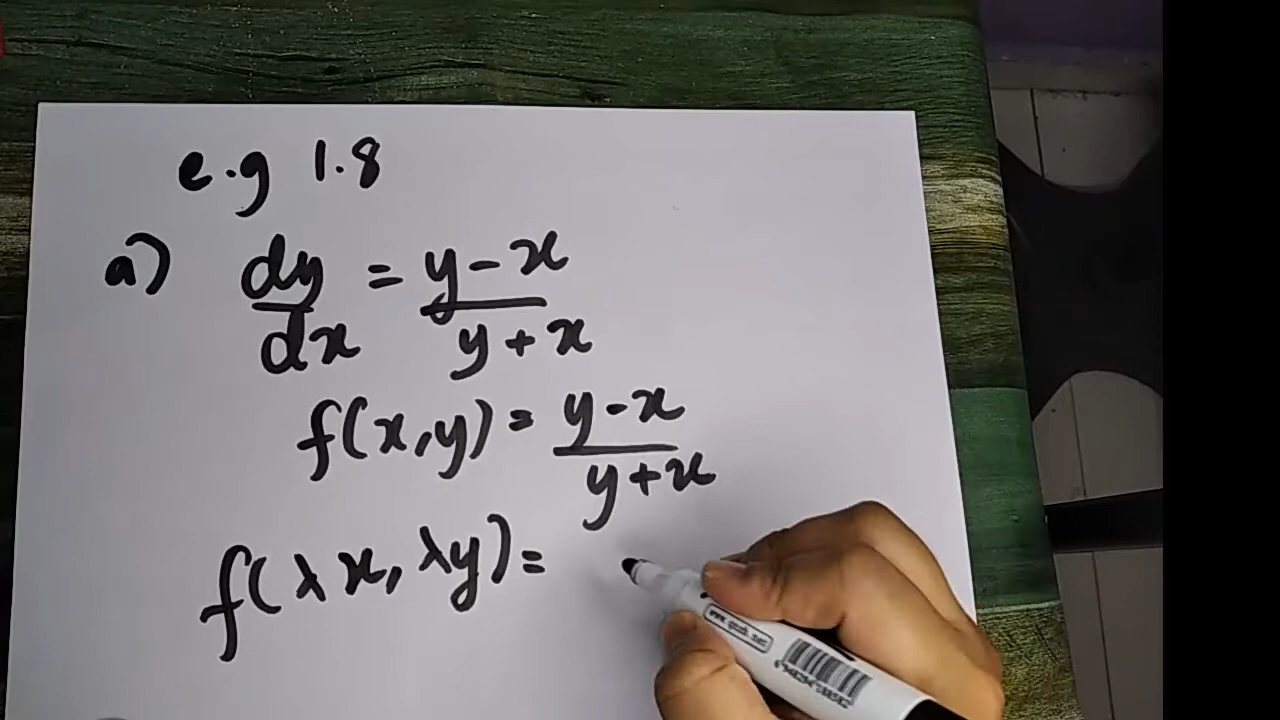 e.g 1.8
a) dy/dx = y-x/y+x
f(x,y) = y-x/y+x
f(λx, λy) =